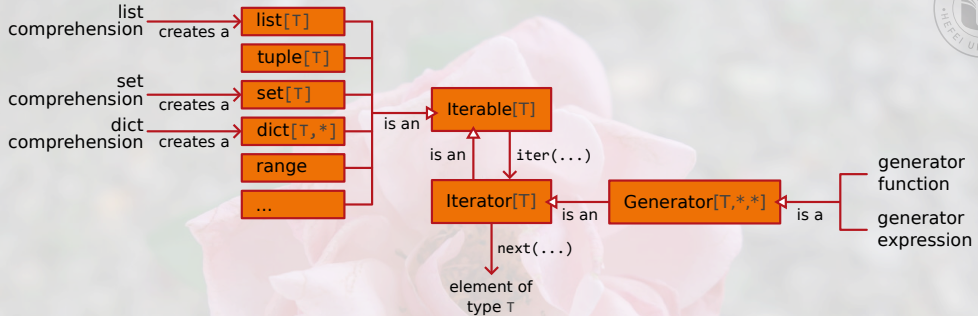 list
comprehension
creates a
list[T]
tuple[T]
set
comprehension
creates a
set[T]
dict
comprehension
creates a
dict[T,*]
range
...
is an
Iterable[T]
is an
iter(...)
Iterator[T]
is an
Generator[T,*,*]
is a
generator
function
generator
expression
next(...)
element of
type T
HEFEI U